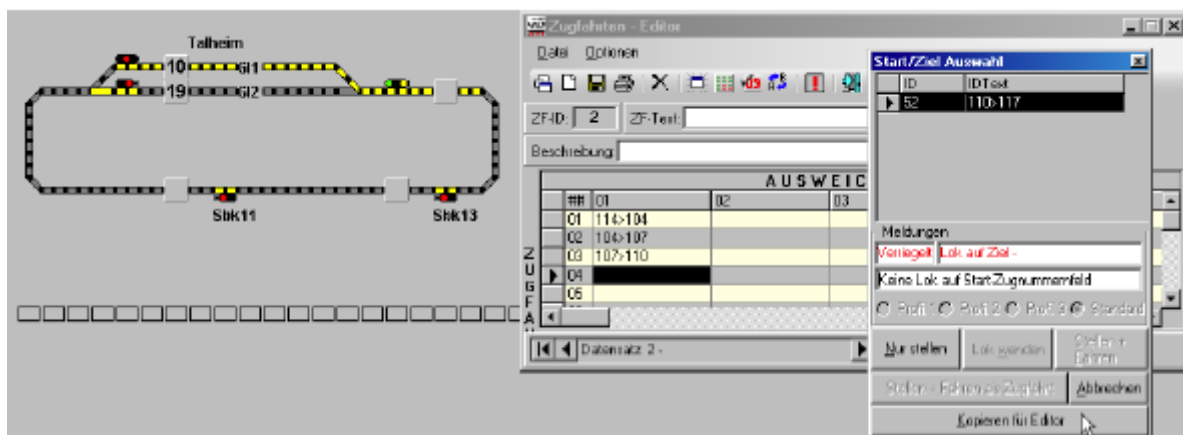 Talheim
10 Gl1
19 Gl2
Sbk11
Sbk13
Zugfahrten - Editor
Datei Optionen
ZF-ID: 2 ZF-Text:
Beschreibung:
AUSWEIC
## 01 02 03
01 114>104
02 104>107
03 107>110
04
05
ZUGFA
Datensatz 2 -
Start/Ziel Auswahl
ID IDText
52 110>117
Meldungen
Verriegelt Lok auf Ziel -
Keine Lok auf Start-Zugnummernfeld
Profi 1 Profi 2 Profi 3 Standard
Nur stellen Lok wenden Stellen + Fahren
Stellen + Fahren als Zugfahrt Abbrechen
Kopieren für Editor